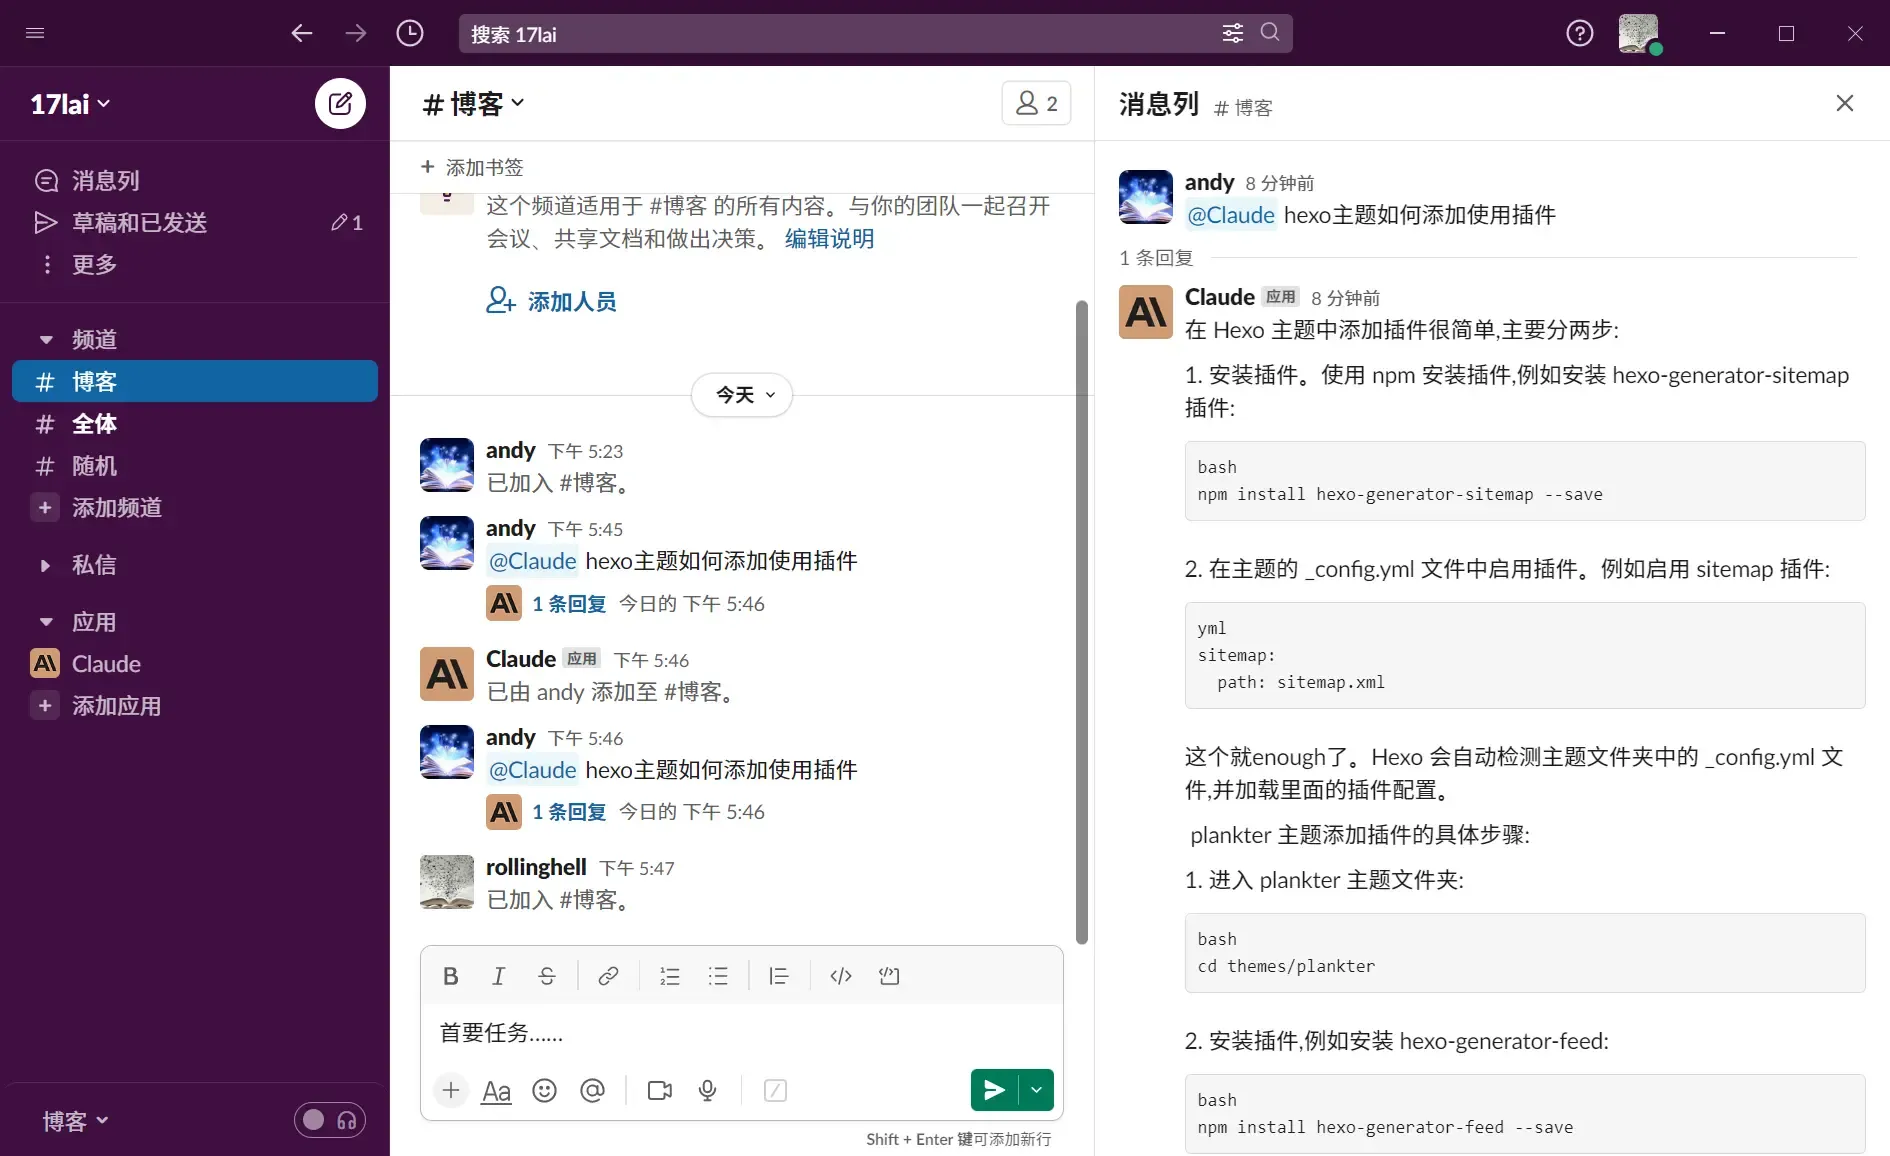 搜索 17lai
17lai
消息列
草稿和已发送 1
更多
频道
# 博客
# 全体
# 随机
+ 添加频道
私信
应用
Claude
+ 添加应用
博客
# 博客
2
+ 添加书签
这个频道适用于 #博客 的所有内容。与你的团队一起召开
会议、共享文档和做出决策。 编辑说明
添加人员
今天
andy 下午 5:23
已加入 #博客。
andy 下午 5:45
@Claude hexo主题如何添加使用插件
1 条回复 今日的 下午 5:46
Claude 应用 下午 5:46
已由 andy 添加至 #博客。
andy 下午 5:46
@Claude hexo主题如何添加使用插件
1 条回复 今日的 下午 5:46
rollinghell 下午 5:47
已加入 #博客。
首要任务……
Aa
Shift + Enter 键可添加新行
消息列 # 博客
andy 8 分钟前
@Claude hexo主题如何添加使用插件
1 条回复
Claude 应用 8 分钟前
在 Hexo 主题中添加插件很简单,主要分两步:
1. 安装插件。使用 npm 安装插件,例如安装 hexo-generator-sitemap
插件:
bash
npm install hexo-generator-sitemap --save
2. 在主题的 _config.yml 文件中启用插件。例如启用 sitemap 插件:
yml
sitemap:
  path: sitemap.xml
这个就enough了。Hexo 会自动检测主题文件夹中的 _config.yml 文
件,并加载里面的插件配置。
plankter 主题添加插件的具体步骤:
1. 进入 plankter 主题文件夹:
bash
cd themes/plankter
2. 安装插件,例如安装 hexo-generator-feed:
bash
npm install hexo-generator-feed --save